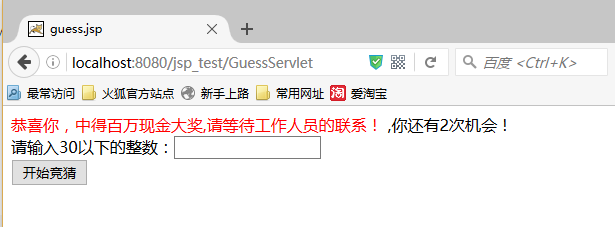 guess.jsp
localhost:8080/jsp_test/GuessServlet
百度 <Ctrl+K>
最常访问 火狐官方站点 新手上路 常用网址 淘 爱淘宝
恭喜你，中得百万现金大奖,请等待工作人员的联系！ ,你还有2次机会！
请输入30以下的整数：
开始竞猜